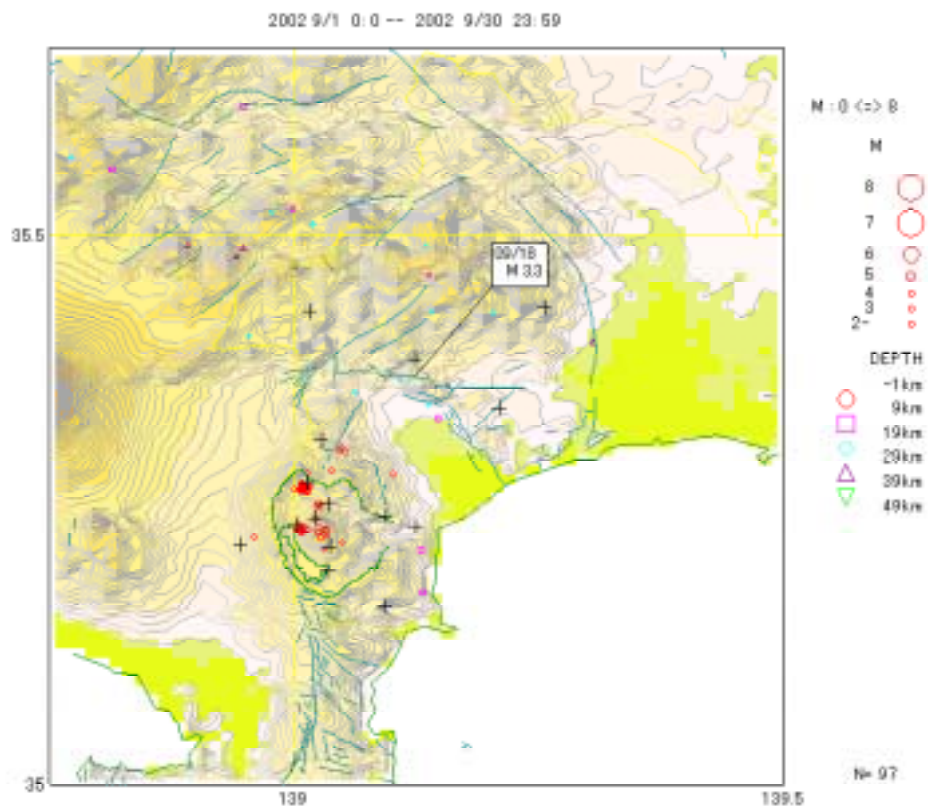 2002 9/1 0:0 -- 2002 9/30 23:59
M : 0 <=> 8
M
8
7
6
5
4
3
2-
DEPTH
-1km
9km
19km
29km
39km
49km
N= 97
35.5
09/18
M 3.3
35
139
139.5